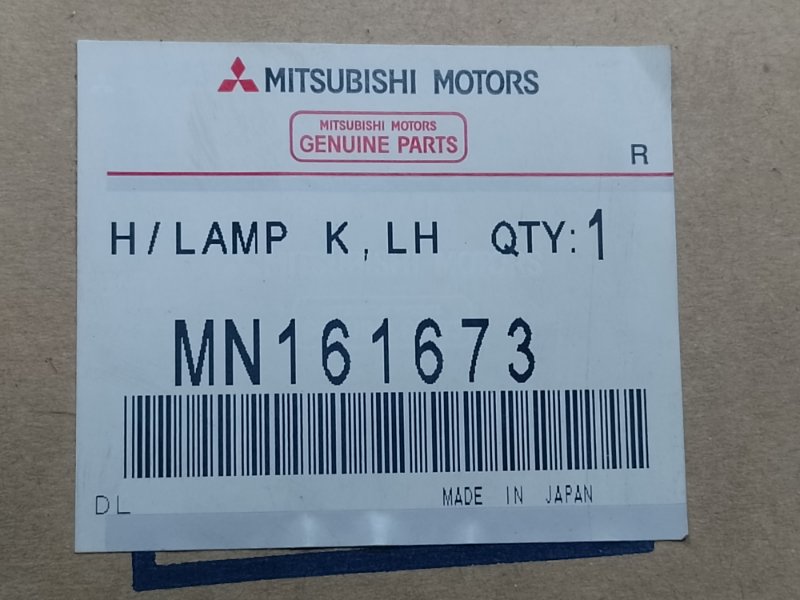 MITSUBISHI MOTORS
MITSUBISHI MOTORS
GENUINE PARTS
R
H/LAMP K,LH QTY:1
MN161673
DL MADE IN JAPAN